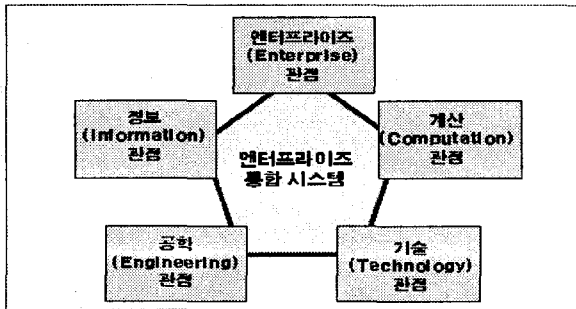 엔터프라이즈
(Enterprise)
관점
정보
(Information)
관점
계산
(Computation)
관점
엔터프라이즈
통합 시스템
공학
(Engineering)
관점
기술
(Technology)
관점